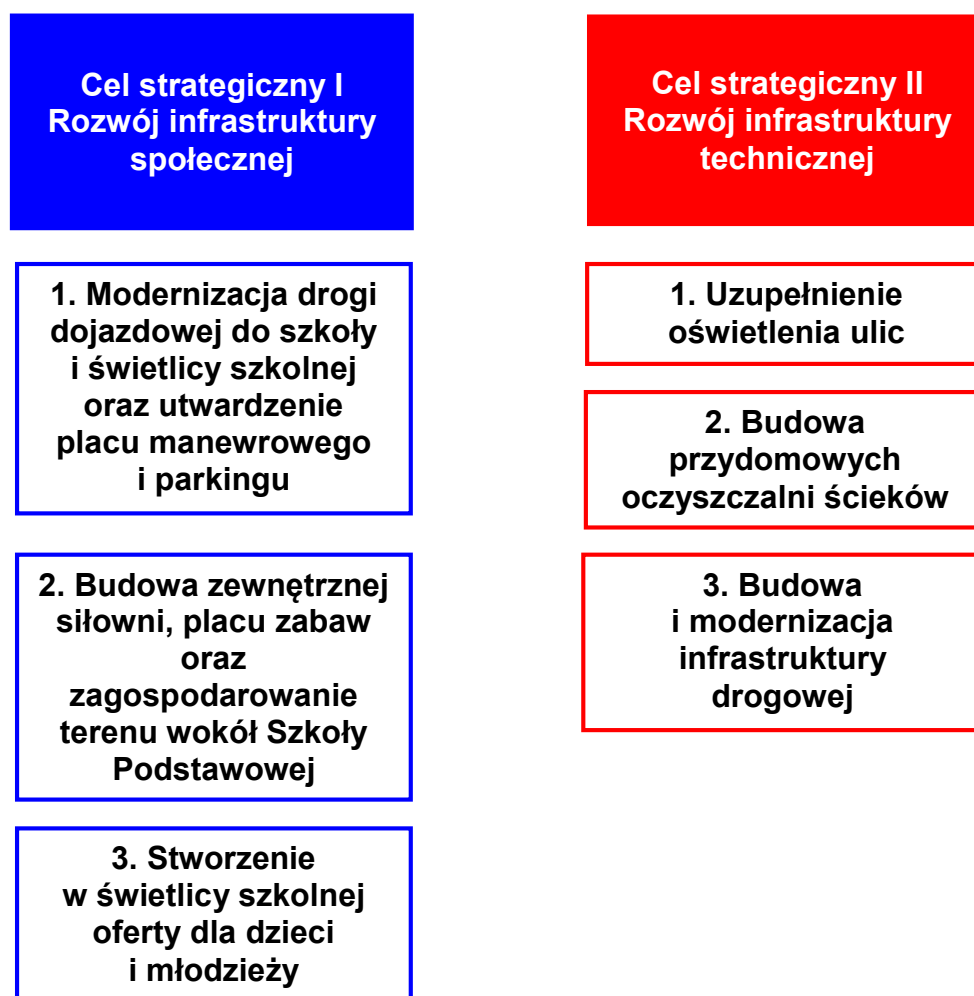 Cel strategiczny I
Rozwój infrastruktury
społecznej
1. Modernizacja drogi
dojazdowej do szkoły
i świetlicy szkolnej
oraz utwardzenie
placu manewrowego
i parkingu
2. Budowa zewnętrznej
siłowni, placu zabaw
oraz
zagospodarowanie
terenu wokół Szkoły
Podstawowej
3. Stworzenie
w świetlicy szkolnej
oferty dla dzieci
i młodzieży
Cel strategiczny II
Rozwój infrastruktury
technicznej
1. Uzupełnienie
oświetlenia ulic
2. Budowa
przydomowych
oczyszczalni ścieków
3. Budowa
i modernizacja
infrastruktury
drogowej